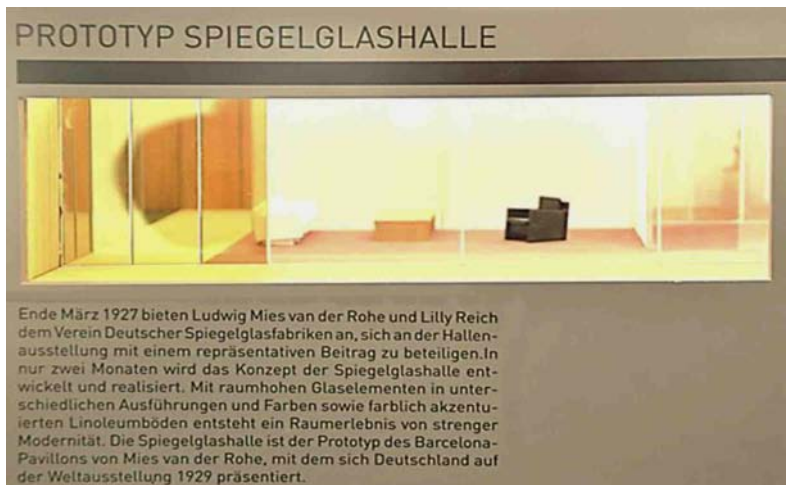 PROTOTYP SPIEGELGLASHALLE
Ende März 1927 bieten Ludwig Mies van der Rohe und Lilly Reich
dem Verein Deutscher Spiegelglasfabriken an, sich an der Hallen-
ausstellung mit einem repräsentativen Beitrag zu beteiligen.In
nur zwei Monaten wird das Konzept der Spiegelglashalle ent-
wickelt und realisiert. Mit raumhohen Glaselementen in unter-
schiedlichen Ausführungen und Farben sowie farblich akzentu-
ierten Linoleumböden entsteht ein Raumerlebnis von strenger
Modernität. Die Spiegelglashalle ist der Prototyp des Barcelona-
Pavillons von Mies van der Rohe, mit dem sich Deutschland auf
der Weltausstellung 1929 präsentiert.